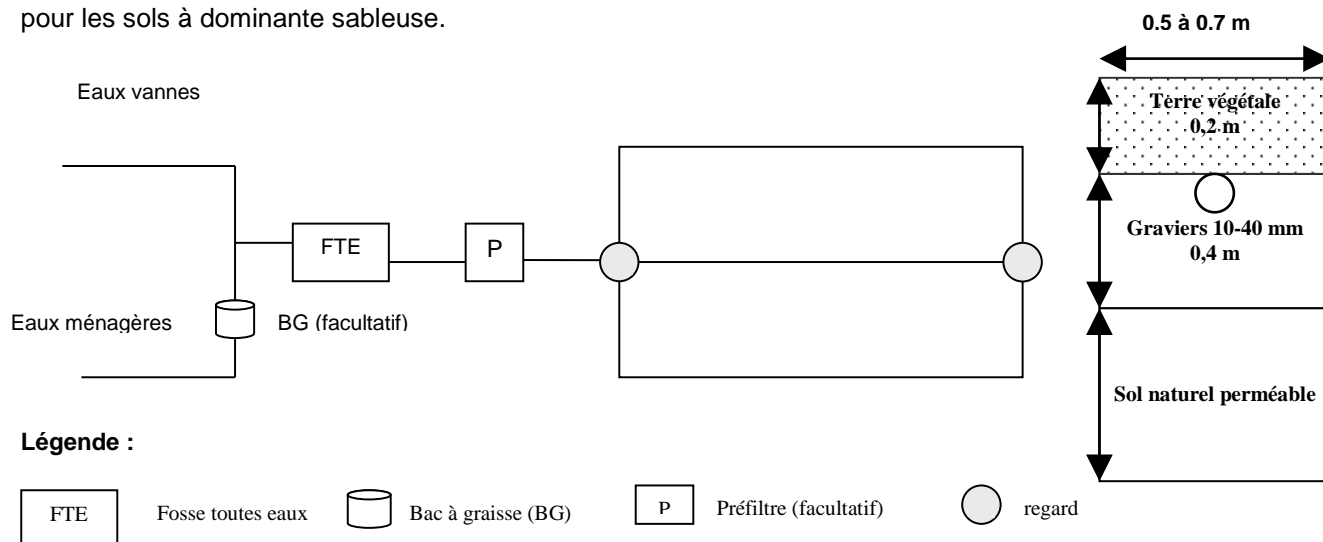 pour les sols à dominante sableuse.
0.5 à 0.7 m
Eaux vannes
Terre végétale
0,2 m
FTE
P
Graviers 10-40 mm
0,4 m
Eaux ménagères
BG (facultatif)
Sol naturel perméable
Légende :
FTE
Fosse toutes eaux
Bac à graisse (BG)
P
Préfiltre (facultatif)
regard